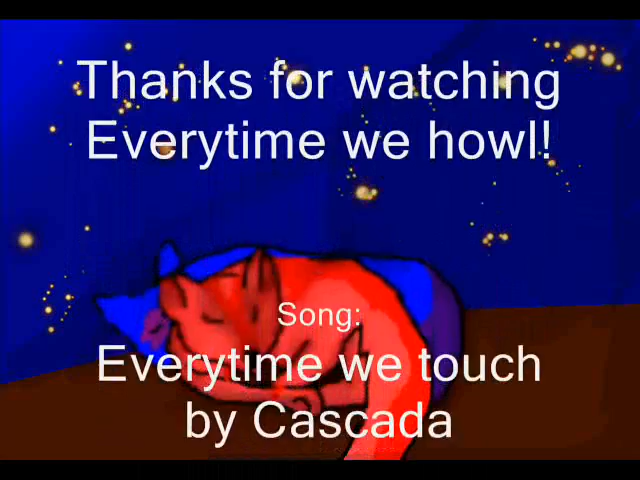 Thanks for watching
Everytime we howl!
Song:
Everytime we touch
by Cascada